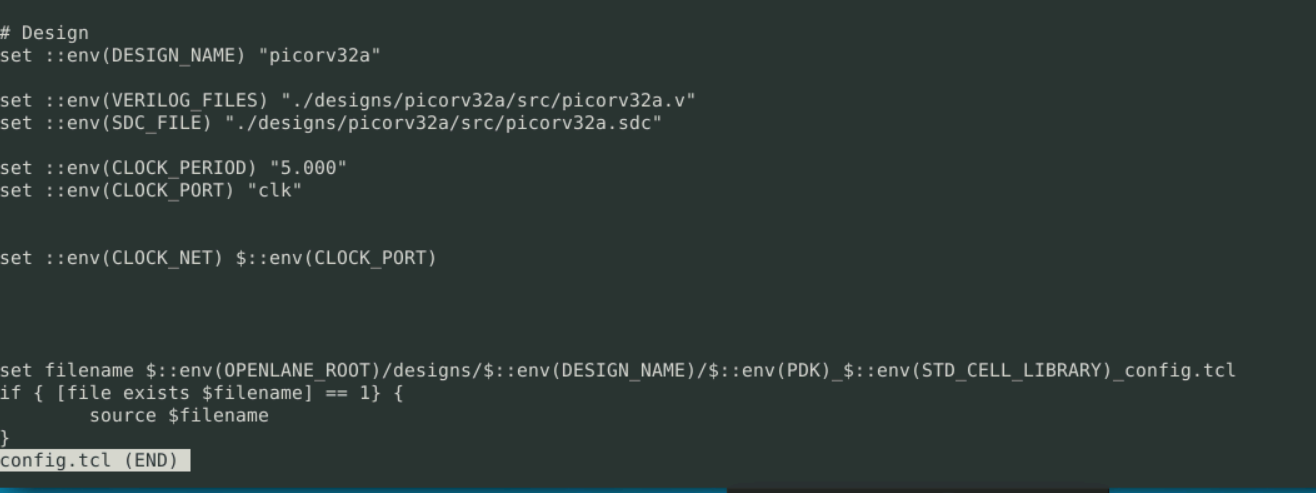 # Design
set ::env(DESIGN_NAME) "picorv32a"
set ::env(VERILOG_FILES) "./designs/picorv32a/src/picorv32a.v"
set ::env(SDC_FILE) "./designs/picorv32a/src/picorv32a.sdc"
set ::env(CLOCK_PERIOD) "5.000"
set ::env(CLOCK_PORT) "clk"
set ::env(CLOCK_NET) $::env(CLOCK_PORT)
set filename $::env(OPENLANE_ROOT)/designs/$::env(DESIGN_NAME)/$::env(PDK)_$::env(STD_CELL_LIBRARY)_config.tcl
if { [file exists $filename] == 1} {
        source $filename
}
config.tcl (END)